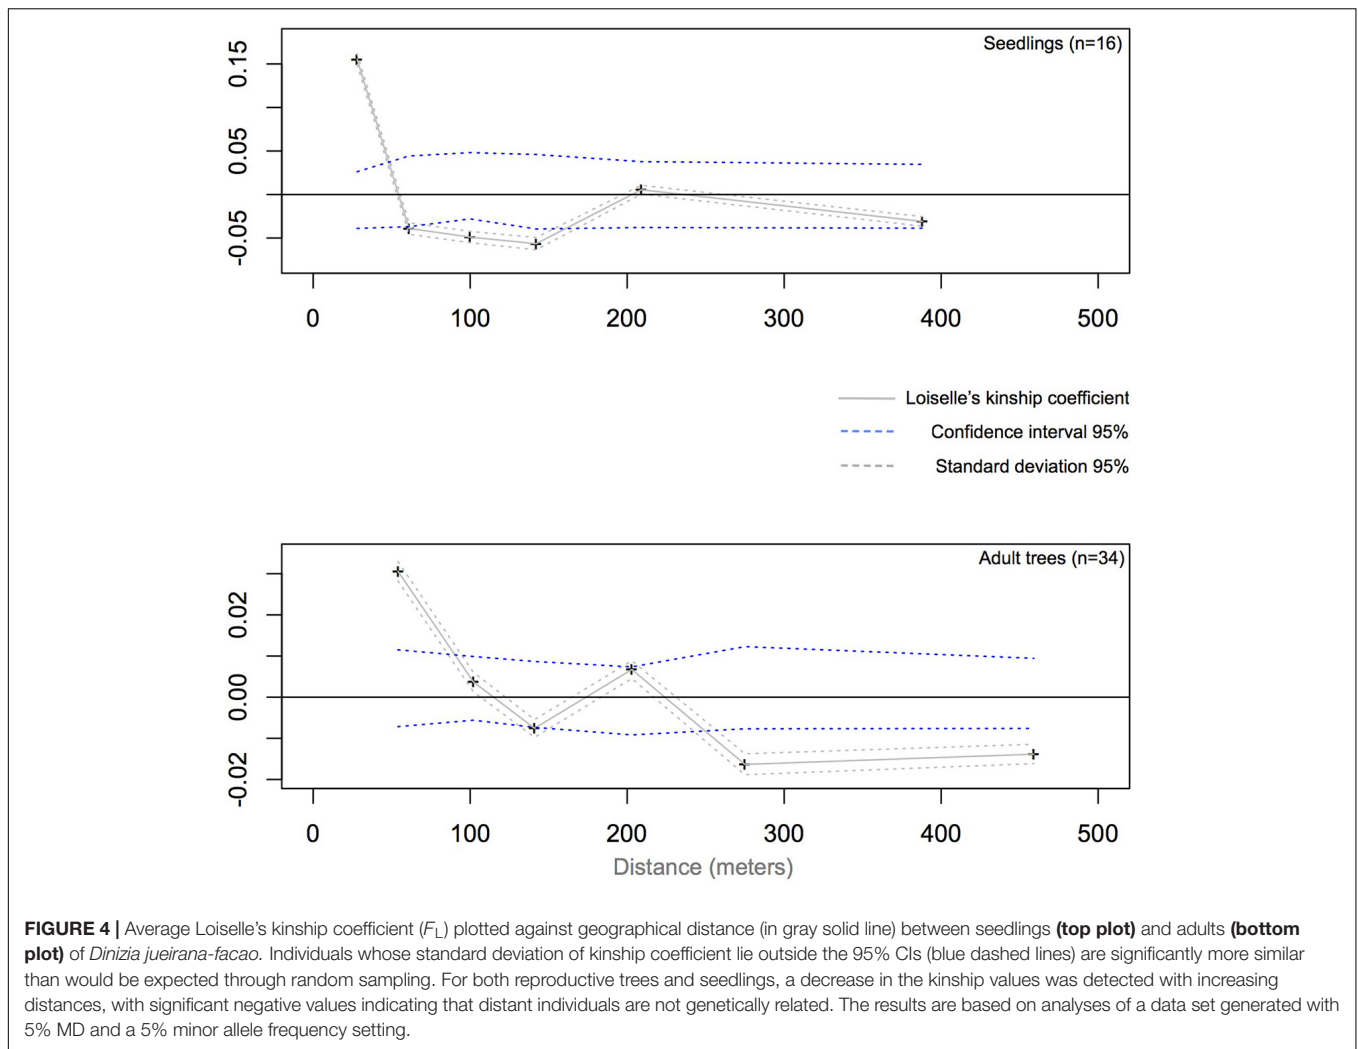 Seedlings (n=16)
0.15
0.05
-0.05
0 100 200 300 400 500
Loiselle's kinship coefficient
Confidence interval 95%
Standard deviation 95%
Adult trees (n=34)
0.02
0.00
-0.02
0 100 200 300 400 500
Distance (meters)
FIGURE 4 | Average Loiselle's kinship coefficient (FL) plotted against geographical distance (in gray solid line) between seedlings (top plot) and adults (bottom
plot) of Dinizia jueirana-facao. Individuals whose standard deviation of kinship coefficient lie outside the 95% CIs (blue dashed lines) are significantly more similar
than would be expected through random sampling. For both reproductive trees and seedlings, a decrease in the kinship values was detected with increasing
distances, with significant negative values indicating that distant individuals are not genetically related. The results are based on analyses of a data set generated with
5% MD and a 5% minor allele frequency setting.